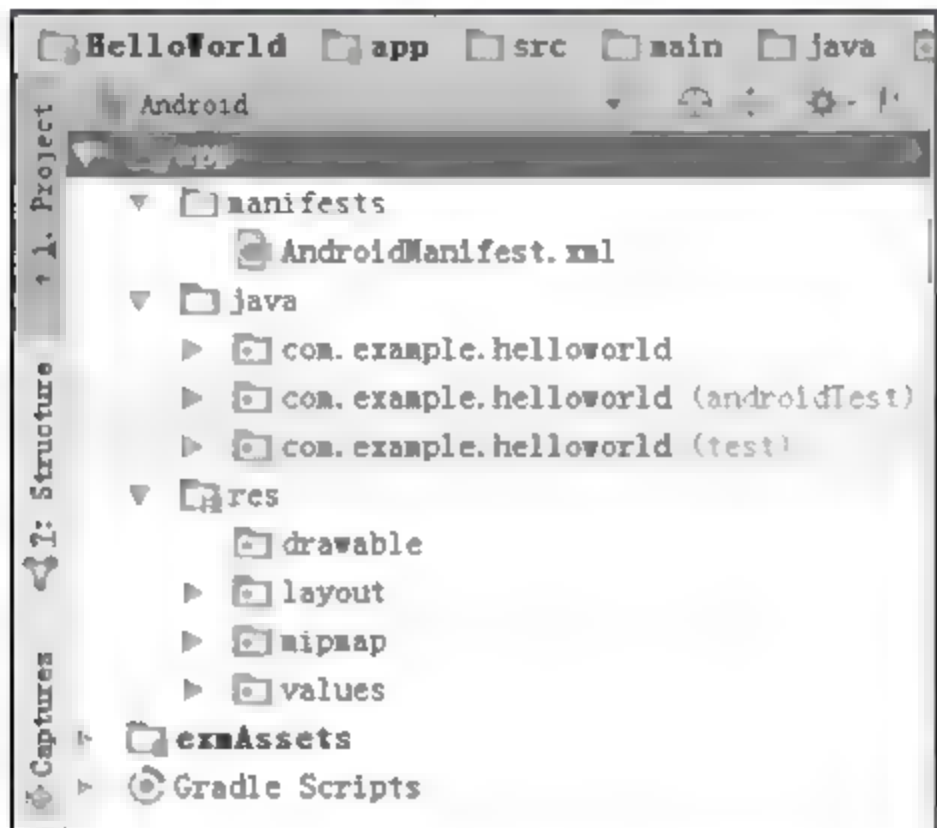 HelloWorld app src main java
Android
manifests
AndroidManifest.xml
java
com.example.helloworld
com.example.helloworld (androidTest)
com.example.helloworld (test)
res
drawable
layout
mipmap
values
exmAssets
Gradle Scripts
1. Project
7: Structure
Captures